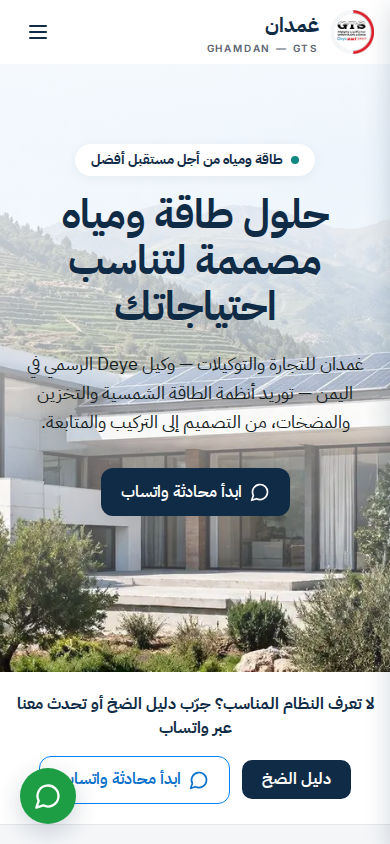 غمدان
GHAMDAN — GTS
GTS
طاقة ومياه من أجل مستقبل أفضل
حلول طاقة ومياه
مصممة لتناسب
احتياجاتك
غمدان للتجارة والتوكيلات — وكيل Deye الرسمي في
اليمن — توريد أنظمة الطاقة الشمسية والتخزين
والمضخات، من التصميم إلى التركيب والمتابعة.
ابدأ محادثة واتساب
لا تعرف النظام المناسب؟ جرّب دليل الضخ أو تحدث معنا
عبر واتساب
دليل الضخ
ابدأ محادثة واتساب